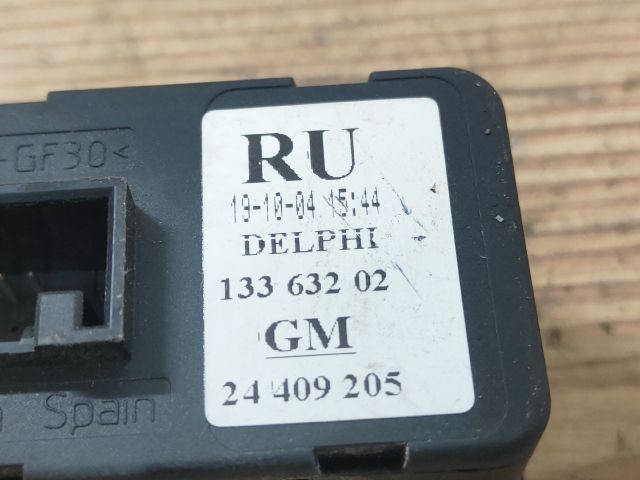 -GF30<
RU
19-10-04 15:44
DELPHI
133 632 02
GM
24 409 205
Spain